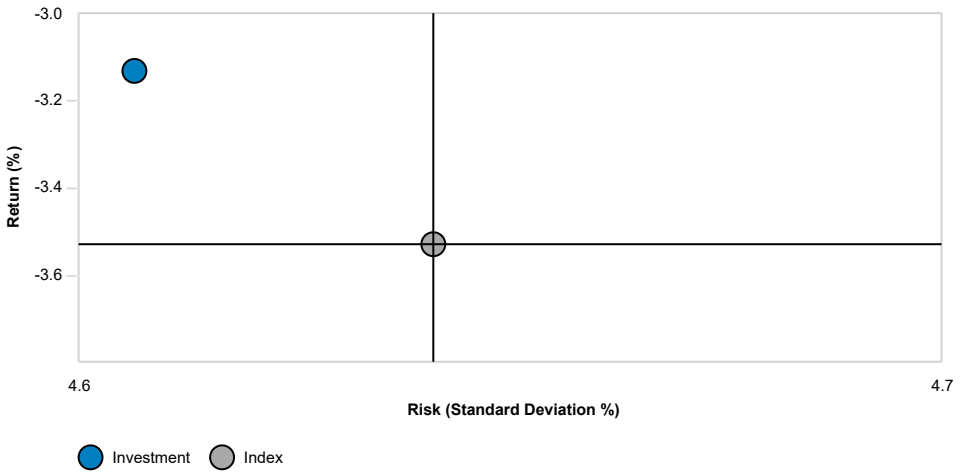 -3.0
-3.2
-3.4
-3.6
Return (%)
4.6
4.7
Risk (Standard Deviation %)
Investment
Index